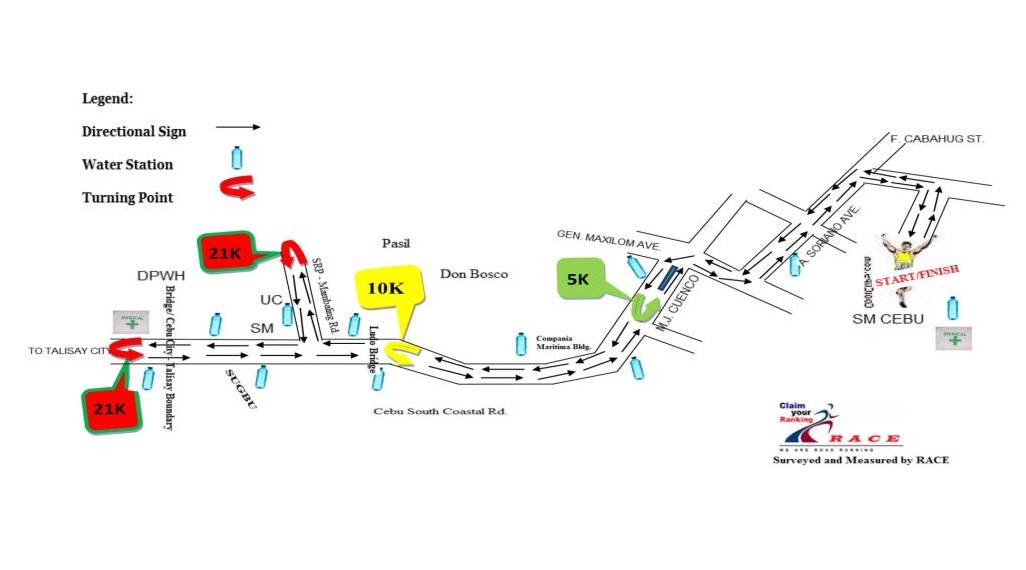 Legend:
Directional Sign
Water Station
Turning Point
F. CABAHUG ST.
GEN. MAXILOM AVE.
A. SORIANO AVE.
START/FINISH
SM CEBU
MEDICAL
M.J. CUENCO
5K
Pasil
Don Bosco
10K
21K
SRP - Mambaling Rd.
DPWH
UC
SM
MEDICAL
TO TALISAY CITY
Bridge/ Cebu City - Talisay Boundary
Ludo Bridge
SUGBU
21K
Compania
Maritima Bldg.
Cebu South Coastal Rd.
Claim
your
Ranking
RACE
WE ARE ROAD RUNNING
Surveyed and Measured by RACE